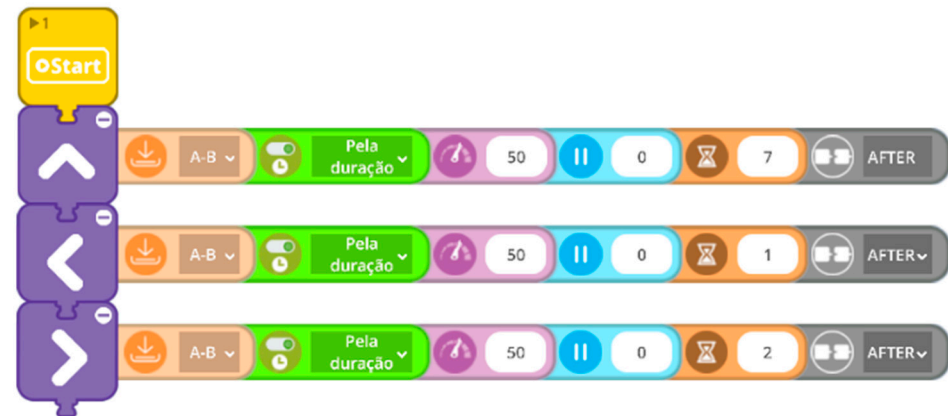 1
Start
A-B Pela duração 50 0 7 AFTER
A-B Pela duração 50 0 1 AFTER
A-B Pela duração 50 0 2 AFTER